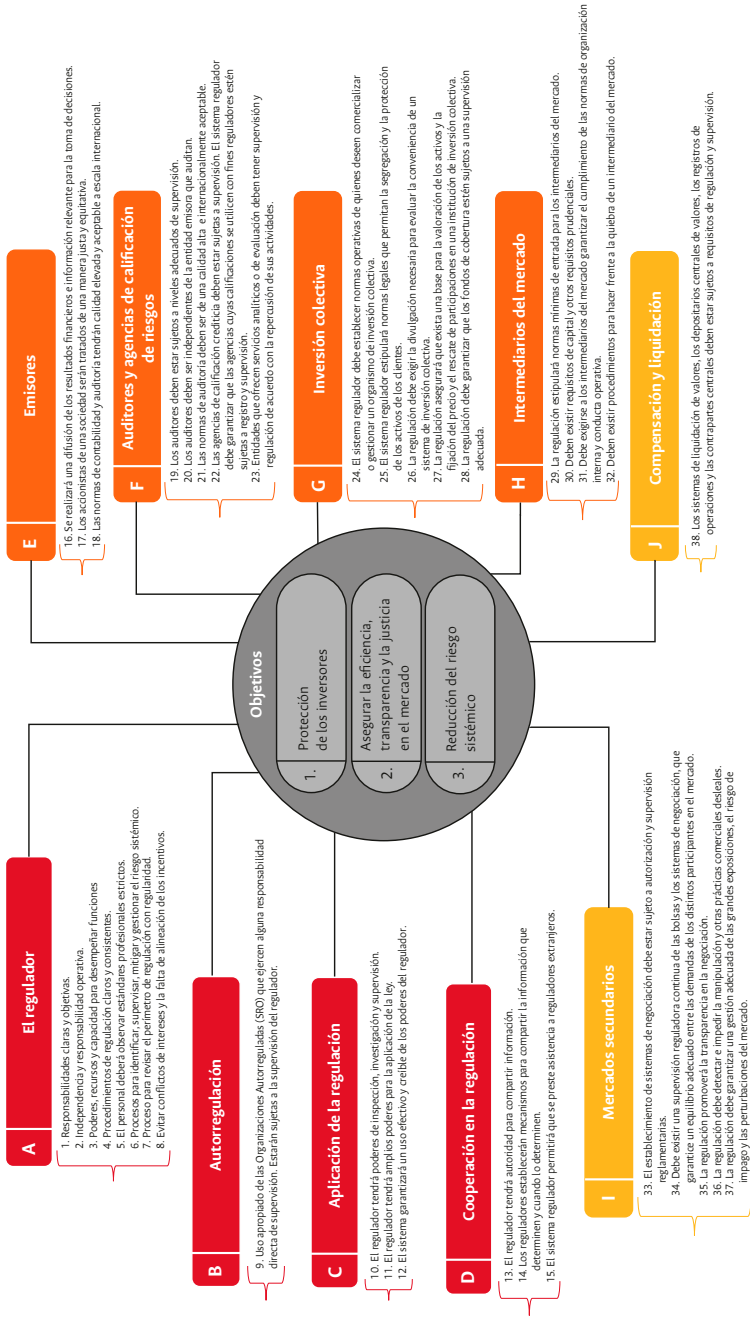 A
El regulador
1. Responsabilidades claras y objetivas.
2. Independencia y responsabilidad operativa.
3. Poderes, recursos y capacidad para desempeñar funciones
4. Procedimientos de regulación claros y consistentes.
5. El personal deberá observar estándares profesionales estrictos.
6. Procesos para identificar, supervisar, mitigar y gestionar el riesgo sistémico.
7. Proceso para revisar el perímetro de regulación con regularidad.
8. Evitar conflictos de intereses y la falta de alineación de los incentivos.
B
Autorregulación
9. Uso apropiado de las Organizaciones Autorreguladas (SRO) que ejercen alguna responsabilidad
directa de supervisión. Estarán sujetas a la supervisión del regulador.
C
Aplicación de la regulación
10. El regulador tendrá poderes de inspección, investigación y supervisión.
11. El regulador tendrá amplios poderes para la aplicación de la ley.
12. El sistema garantizará un uso efectivo y creíble de los poderes del regulador.
D
Cooperación en la regulación
13. El regulador tendrá autoridad para compartir información.
14. Los reguladores establecerán mecanismos para compartir la información que
determinen y cuando lo determinen.
15. El sistema regulador permitirá que se preste asistencia a reguladores extranjeros.
Objetivos
1.
Protección
de los inversores
2.
Asegurar la eficiencia,
transparencia y la justicia
en el mercado
3.
Reducción del riesgo
sistémico
E
Emisores
16. Se realizará una difusión de los resultados financieros e información relevante para la toma de decisiones.
17. Los accionistas de una sociedad serán tratados de una manera justa y equitativa.
18. Las normas de contabilidad y auditoría tendrán calidad elevada y aceptable a escala internacional.
F
Auditores y agencias de calificación
de riesgos
19. Los auditores deben estar sujetos a niveles adecuados de supervisión.
20. Los auditores deben ser independientes de la entidad emisora que auditan.
21. Las normas de auditoría deben ser de una calidad alta e internacionalmente aceptable.
22. Las agencias de calificación crediticia deben estar sujetas a supervisión. El sistema regulador
debe garantizar que las agencias cuyas calificaciones se utilicen con fines reguladores estén
sujetas a registro y supervisión.
23. Entidades que ofrecen servicios analíticos o de evaluación deben tener supervisión y
regulación de acuerdo con la repercusión de sus actividades.
G
Inversión colectiva
24. El sistema regulador debe establecer normas operativas de quienes deseen comercializar
o gestionar un organismo de inversión colectiva.
25. El sistema regulador estipulará normas legales que permitan la segregación y la protección
de los activos de los clientes.
26. La regulación debe exigir la divulgación necesaria para evaluar la conveniencia de un
sistema de inversión colectiva.
27. La regulación asegurará que exista una base para la valoración de los activos y la
fijación del precio y el rescate de participaciones en una institución de inversión colectiva.
28. La regulación debe garantizar que los fondos de cobertura estén sujetos a una supervisión
adecuada.
H
Intermediarios del mercado
29. La regulación estipulará normas mínimas de entrada para los intermediarios del mercado.
30. Deben existir requisitos de capital y otros requisitos prudenciales.
31. Debe exigirse a los intermediarios del mercado garantizar el cumplimiento de las normas de organización
interna y conducta operativa.
32. Deben existir procedimientos para hacer frente a la quiebra de un intermediario del mercado.
I
Mercados secundarios
33. El establecimiento de sistemas de negociación debe estar sujeto a autorización y supervisión
reglamentarias.
34. Debe existir una supervisión reguladora continua de las bolsas y los sistemas de negociación, que
garantice un equilibrio adecuado entre las demandas de los distintos participantes en el mercado.
35. La regulación promoverá la transparencia en la negociación.
36. La regulación debe detectar e impedir la manipulación y otras prácticas comerciales desleales.
37. La regulación debe garantizar una gestión adecuada de las grandes exposiciones, el riesgo de
impago y las perturbaciones del mercado.
J
Compensación y liquidación
38. Los sistemas de liquidación de valores, los depositarios centrales de valores, los registros de
operaciones y las contrapartes centrales deben estar sujetos a requisitos de regulación y supervisión.